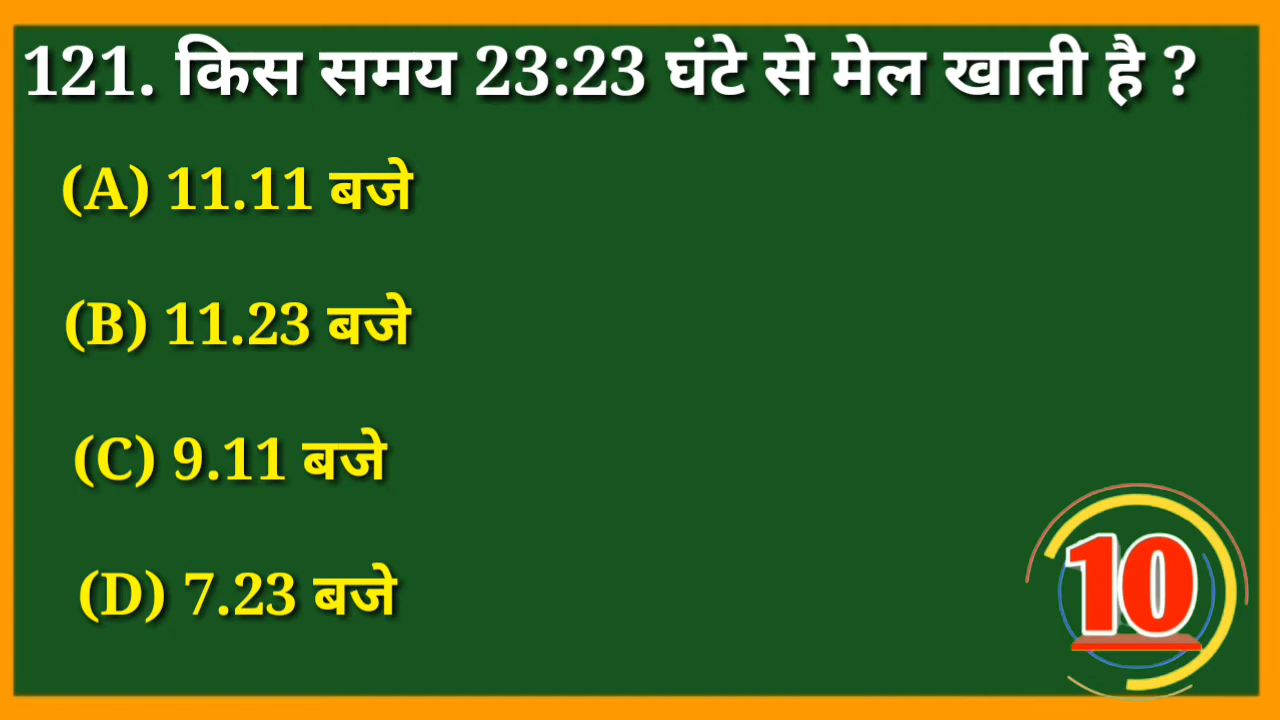 121. किस समय 23:23 घंटे से मेल खाती है ?
(A) 11.11 बजे
(B) 11.23 बजे
(C) 9.11 बजे
(D) 7.23 बजे
10